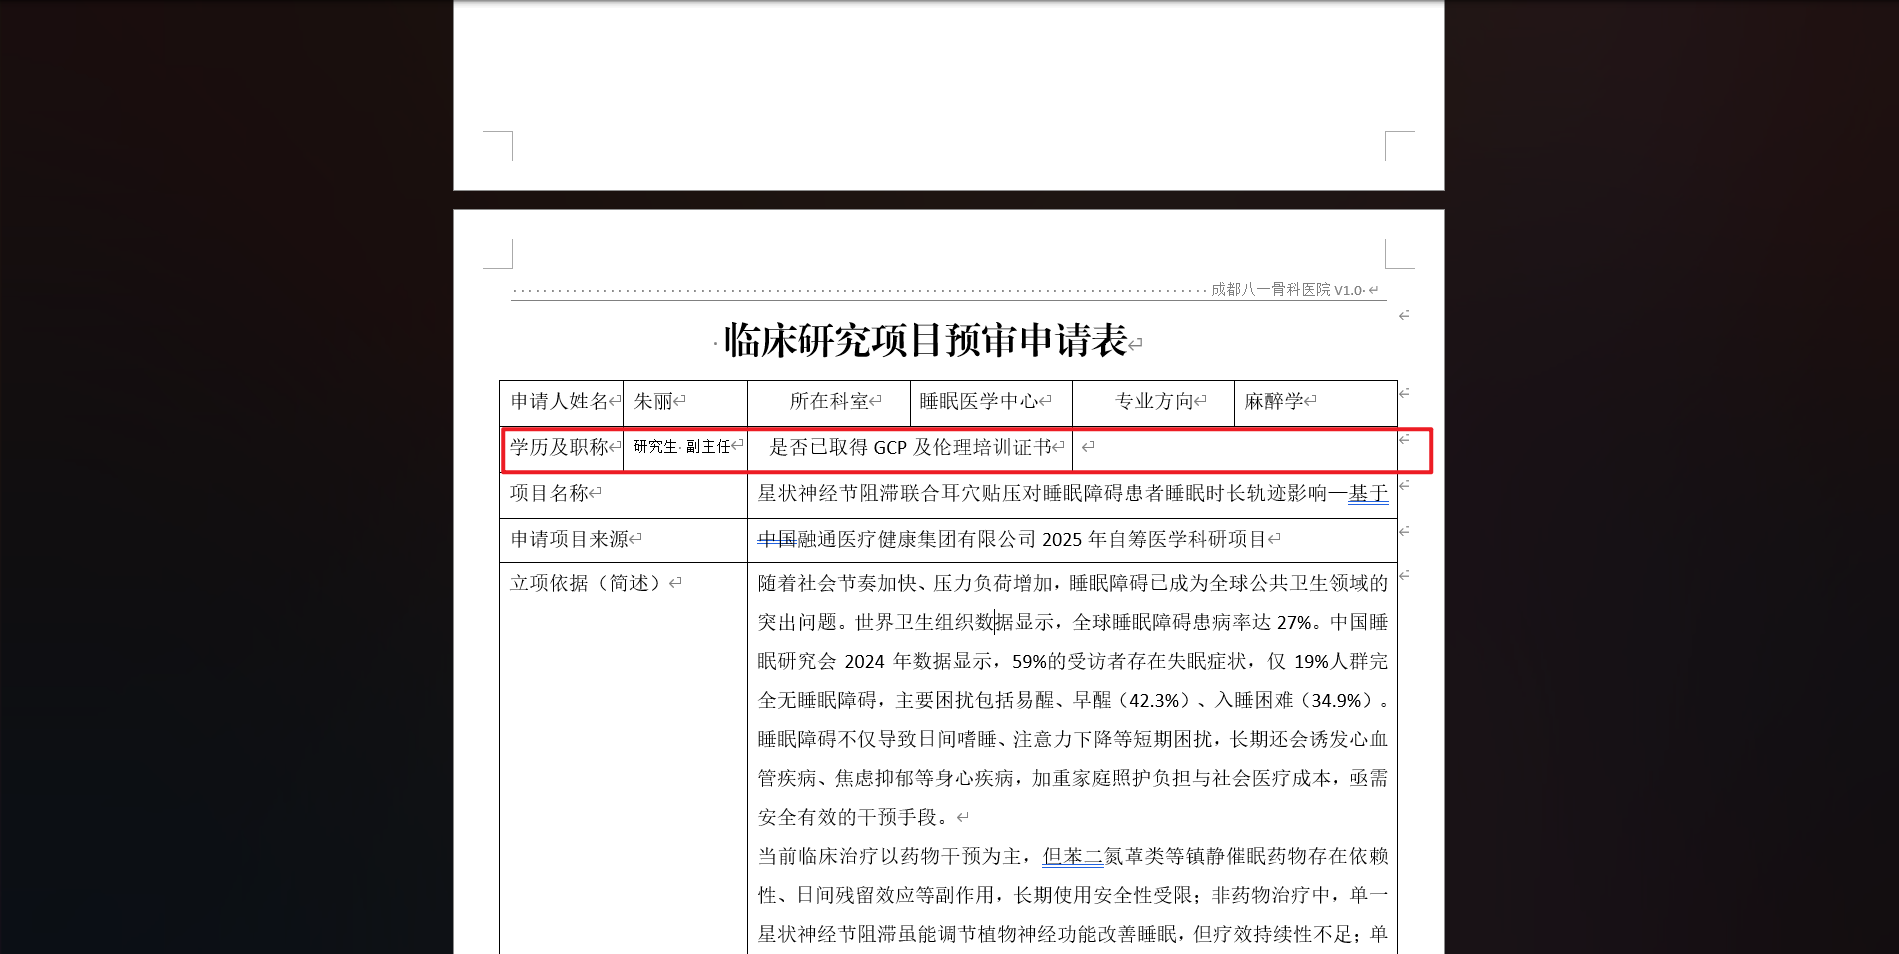 成都八一骨科医院 V1.0
临床研究项目预审申请表
申请人姓名 朱丽 所在科室 睡眠医学中心 专业方向 麻醉学
学历及职称 研究生 副主任 是否已取得 GCP 及伦理培训证书
项目名称 星状神经节阻滞联合耳穴贴压对睡眠障碍患者睡眠时长轨迹影响—基于
申请项目来源 中国融通医疗健康集团有限公司 2025 年自筹医学科研项目
立项依据（简述） 随着社会节奏加快、压力负荷增加，睡眠障碍已成为全球公共卫生领域的
突出问题。世界卫生组织数据显示，全球睡眠障碍患病率达 27%。中国睡
眠研究会 2024 年数据显示，59%的受访者存在失眠症状，仅 19%人群完
全无睡眠障碍，主要困扰包括易醒、早醒（42.3%）、入睡困难（34.9%）。
睡眠障碍不仅导致日间嗜睡、注意力下降等短期困扰，长期还会诱发心血
管疾病、焦虑抑郁等身心疾病，加重家庭照护负担与社会医疗成本，亟需
安全有效的干预手段。
当前临床治疗以药物干预为主，但苯二氮䓬类等镇静催眠药物存在依赖
性、日间残留效应等副作用，长期使用安全性受限；非药物治疗中，单一
星状神经节阻滞虽能调节植物神经功能改善睡眠，但疗效持续性不足；单